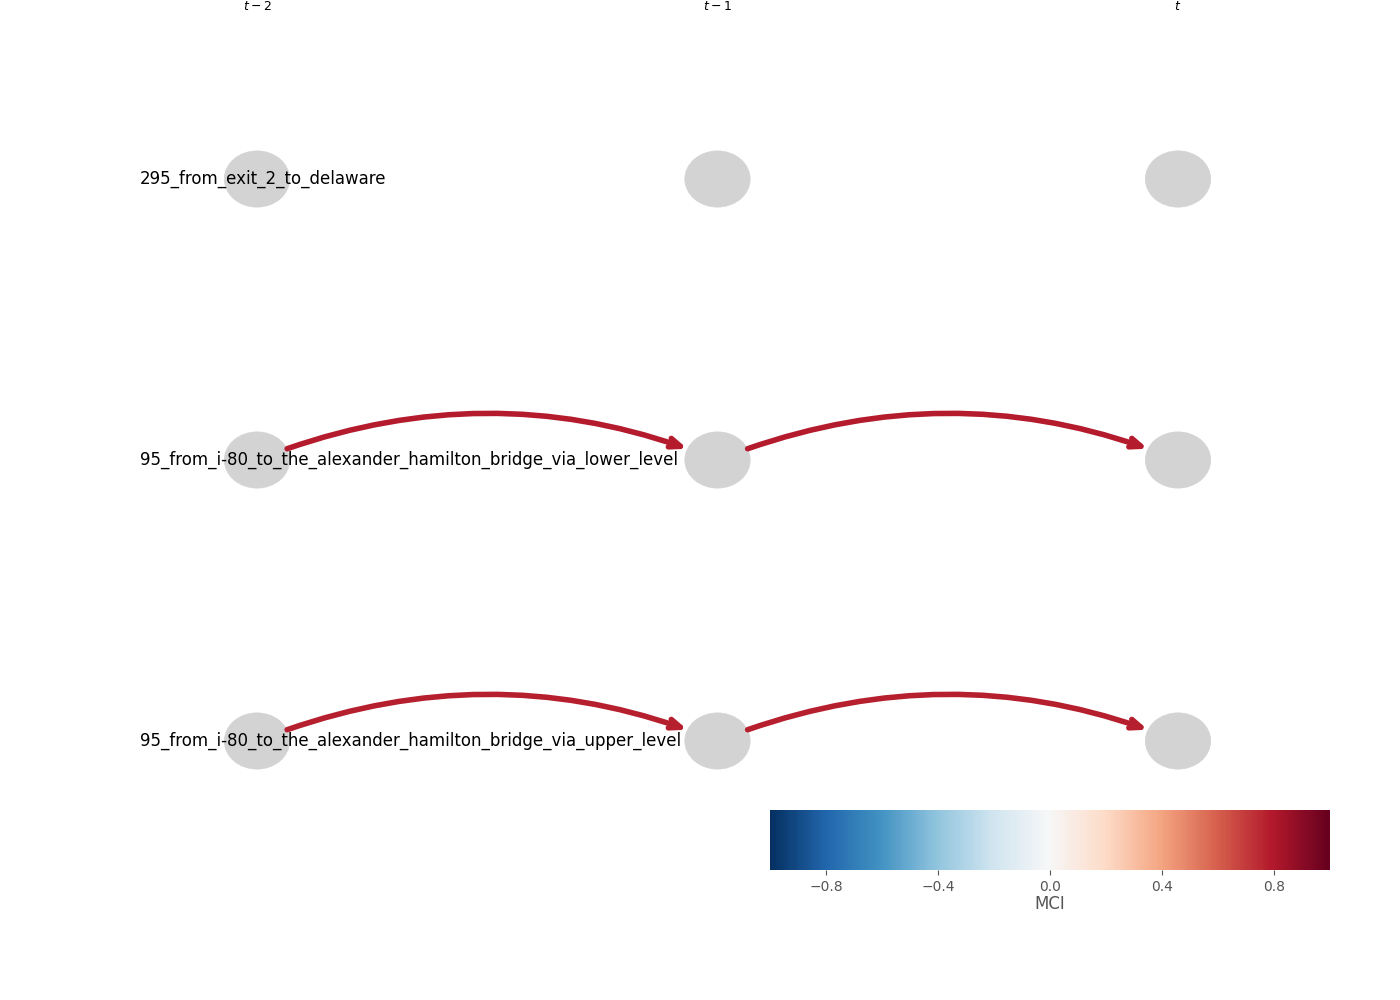 t − 2 t − 1 t
295_from_exit_2_to_delaware
95_from_i-80_to_the_alexander_hamilton_bridge_via_lower_level
95_from_i-80_to_the_alexander_hamilton_bridge_via_upper_level
−0.8 −0.4 0.0 0.4 0.8
MCI